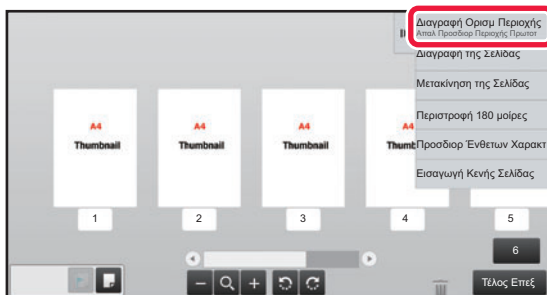 Διαγραφή Ορισμ Περιοχής
Απαλ Προσδιορ Περιοχής Πρωτοτ
Διαγραφή της Σελίδας
Μετακίνηση της Σελίδας
Περιστροφή 180 μοίρες
Προσδιορ Ένθετων Χαρακτ
Εισαγωγή Κενής Σελίδας
A4
Thumbnail
A4
Thumbnail
A4
Thumbnail
A4
Thumb
1
2
3
4
5
6
Τέλος Επεξ